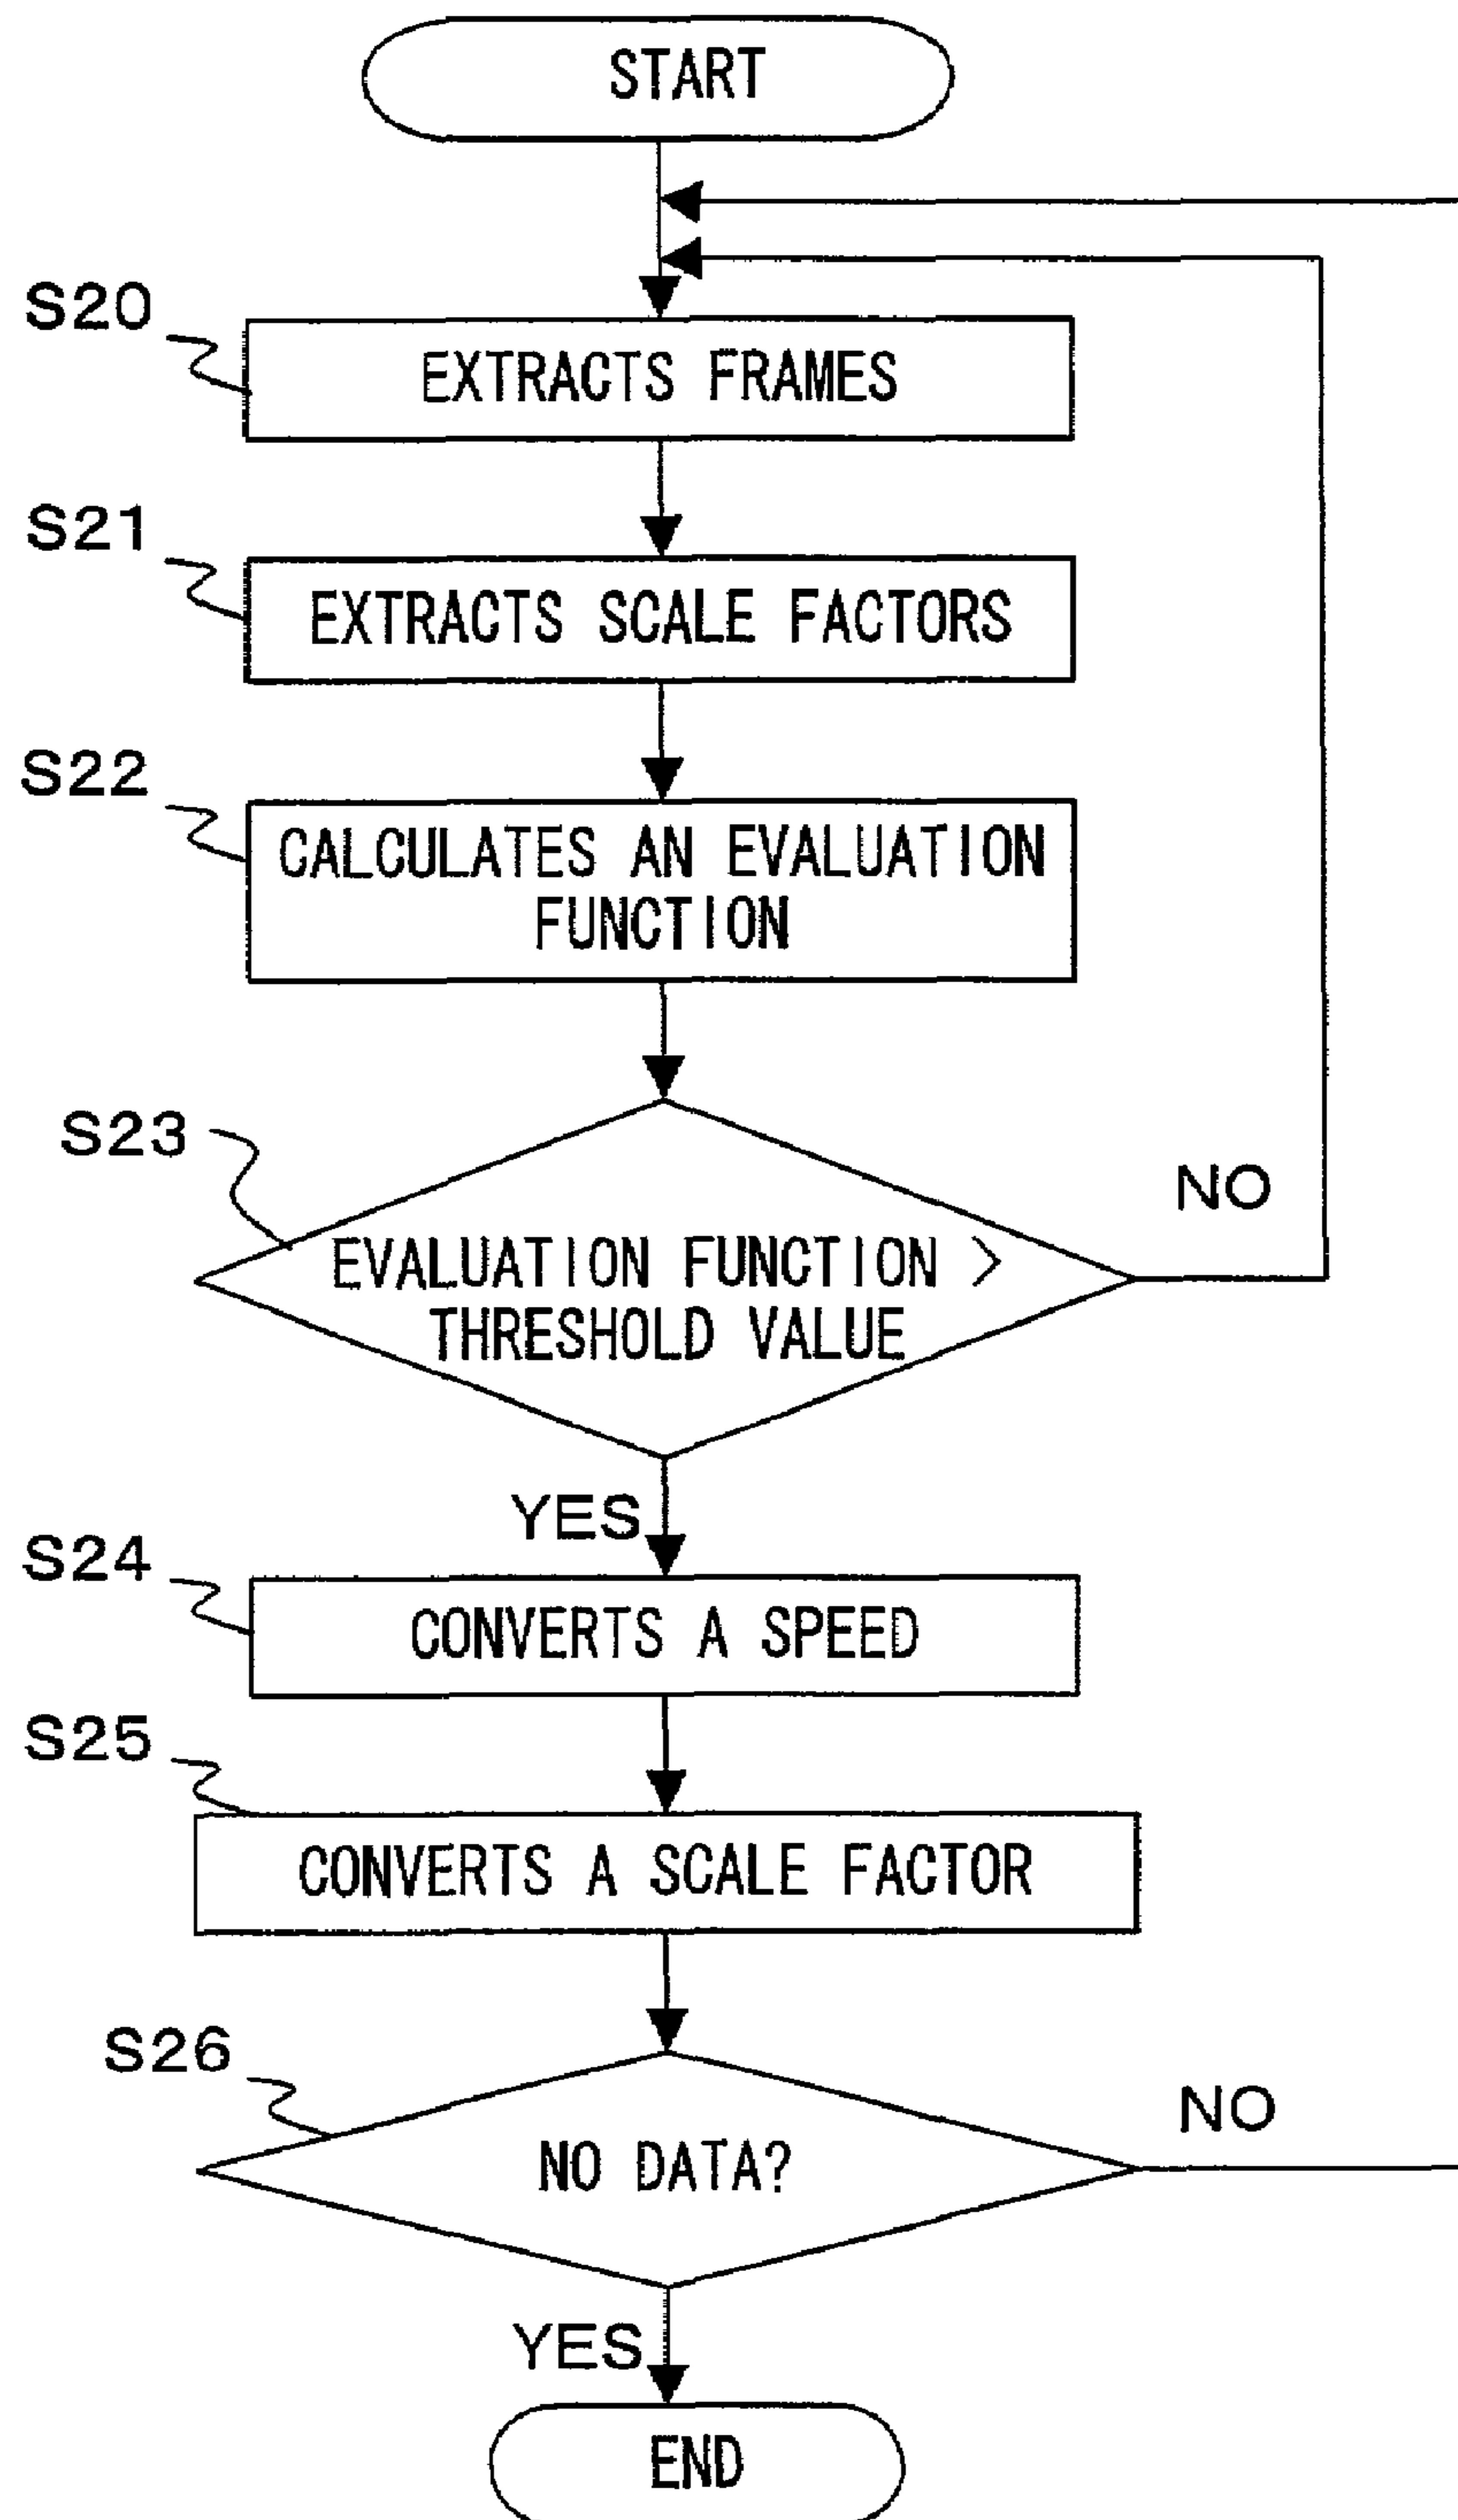 START
S20
EXTRACTS FRAMES
S21
EXTRACTS SCALE FACTORS
S22
CALCULATES AN EVALUATION
FUNCTION
S23
NO
EVALUATION FUNCTION >
THRESHOLD VALUE
YES
S24
CONVERTS A SPEED
S25
CONVERTS A SCALE FACTOR
S26
NO
NO DATA?
YES
END